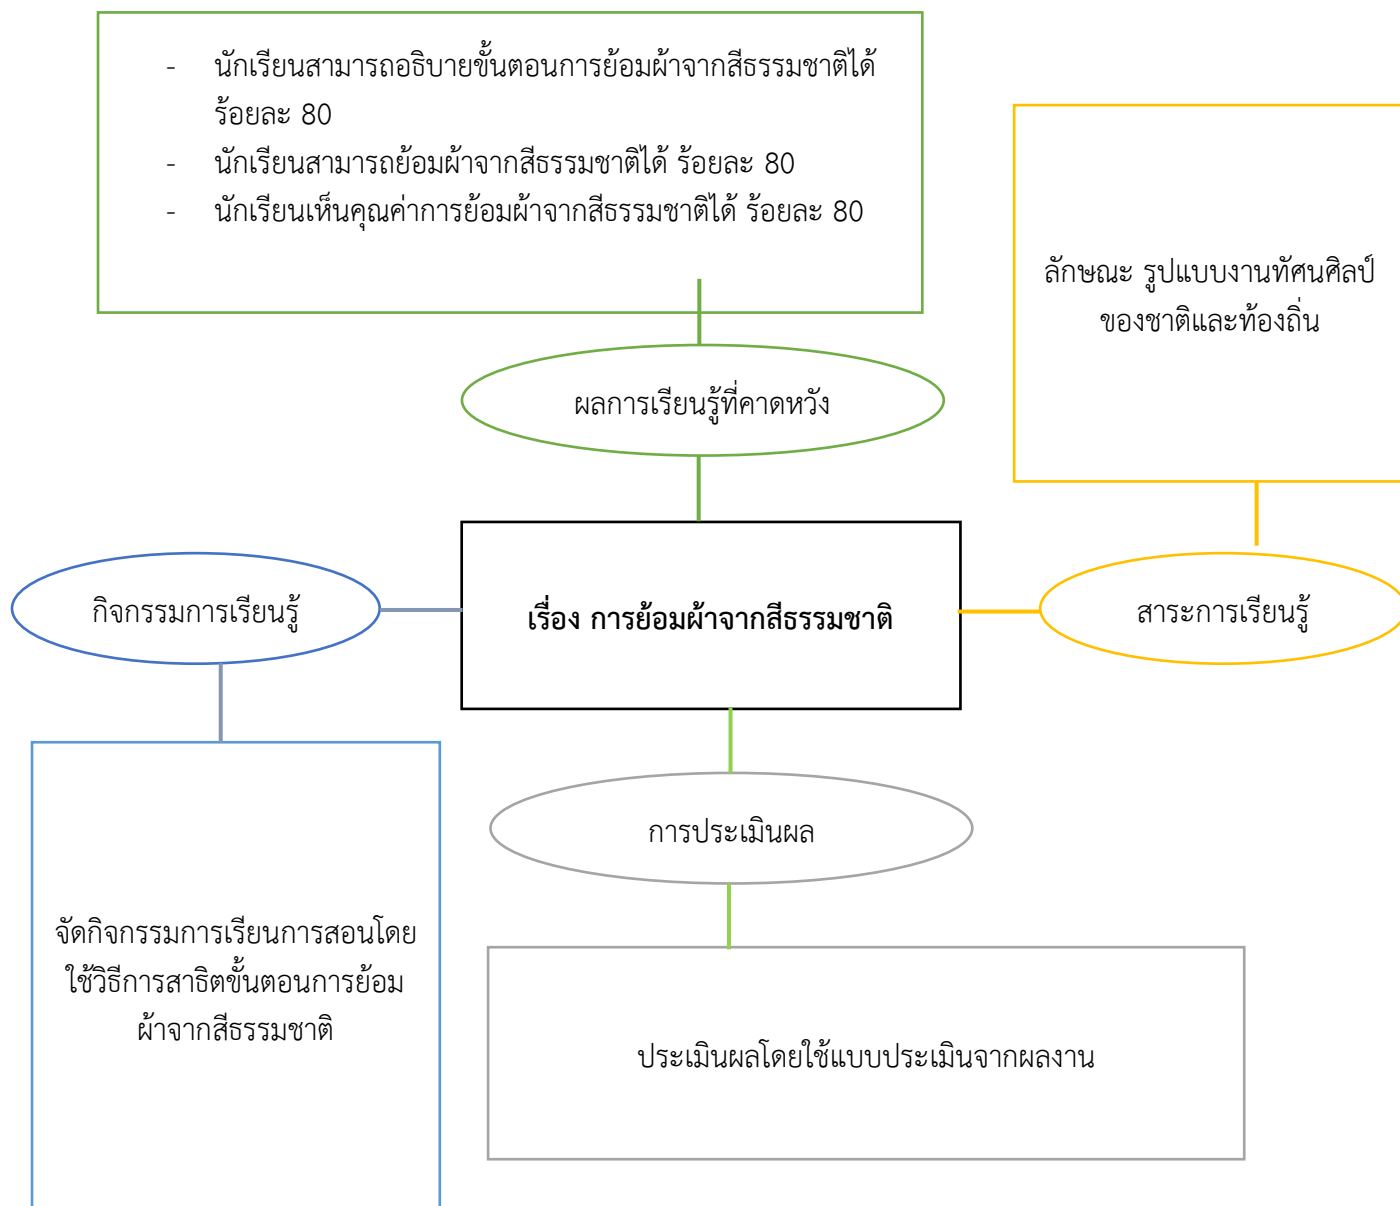 - นักเรียนสามารถอธิบายขั้นตอนการย้อมผ้าจากสีธรรมชาติได้
ร้อยละ 80
- นักเรียนสามารถย้อมผ้าจากสีธรรมชาติได้ ร้อยละ 80
- นักเรียนเห็นคุณค่าการย้อมผ้าจากสีธรรมชาติได้ ร้อยละ 80
ลักษณะ รูปแบบงานทัศนศิลป์
ของชาติและท้องถิ่น
ผลการเรียนรู้ที่คาดหวัง
กิจกรรมการเรียนรู้
เรื่อง การย้อมผ้าจากสีธรรมชาติ
สาระการเรียนรู้
การประเมินผล
จัดกิจกรรมการเรียนการสอนโดย
ใช้วิธีการสาธิตขั้นตอนการย้อม
ผ้าจากสีธรรมชาติ
ประเมินผลโดยใช้แบบประเมินจากผลงาน